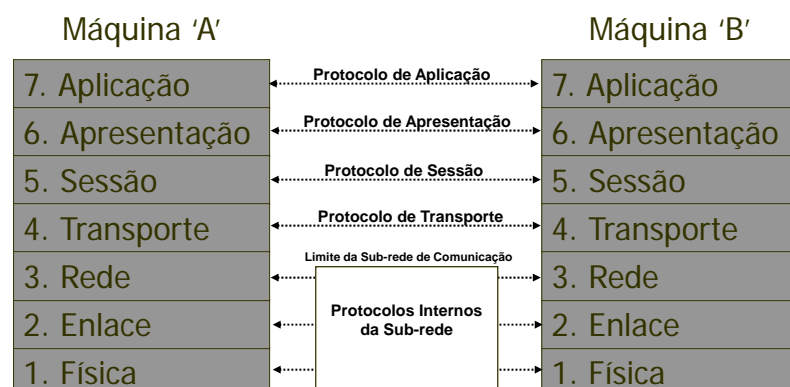 Máquina ‘A’
Máquina ‘B’
7. Aplicação
Protocolo de Aplicação
7. Aplicação
6. Apresentação
Protocolo de Apresentação
6. Apresentação
5. Sessão
Protocolo de Sessão
5. Sessão
4. Transporte
Protocolo de Transporte
4. Transporte
Limite da Sub-rede de Comunicação
3. Rede
3. Rede
Protocolos Internos
da Sub-rede
2. Enlace
2. Enlace
1. Física
1. Física